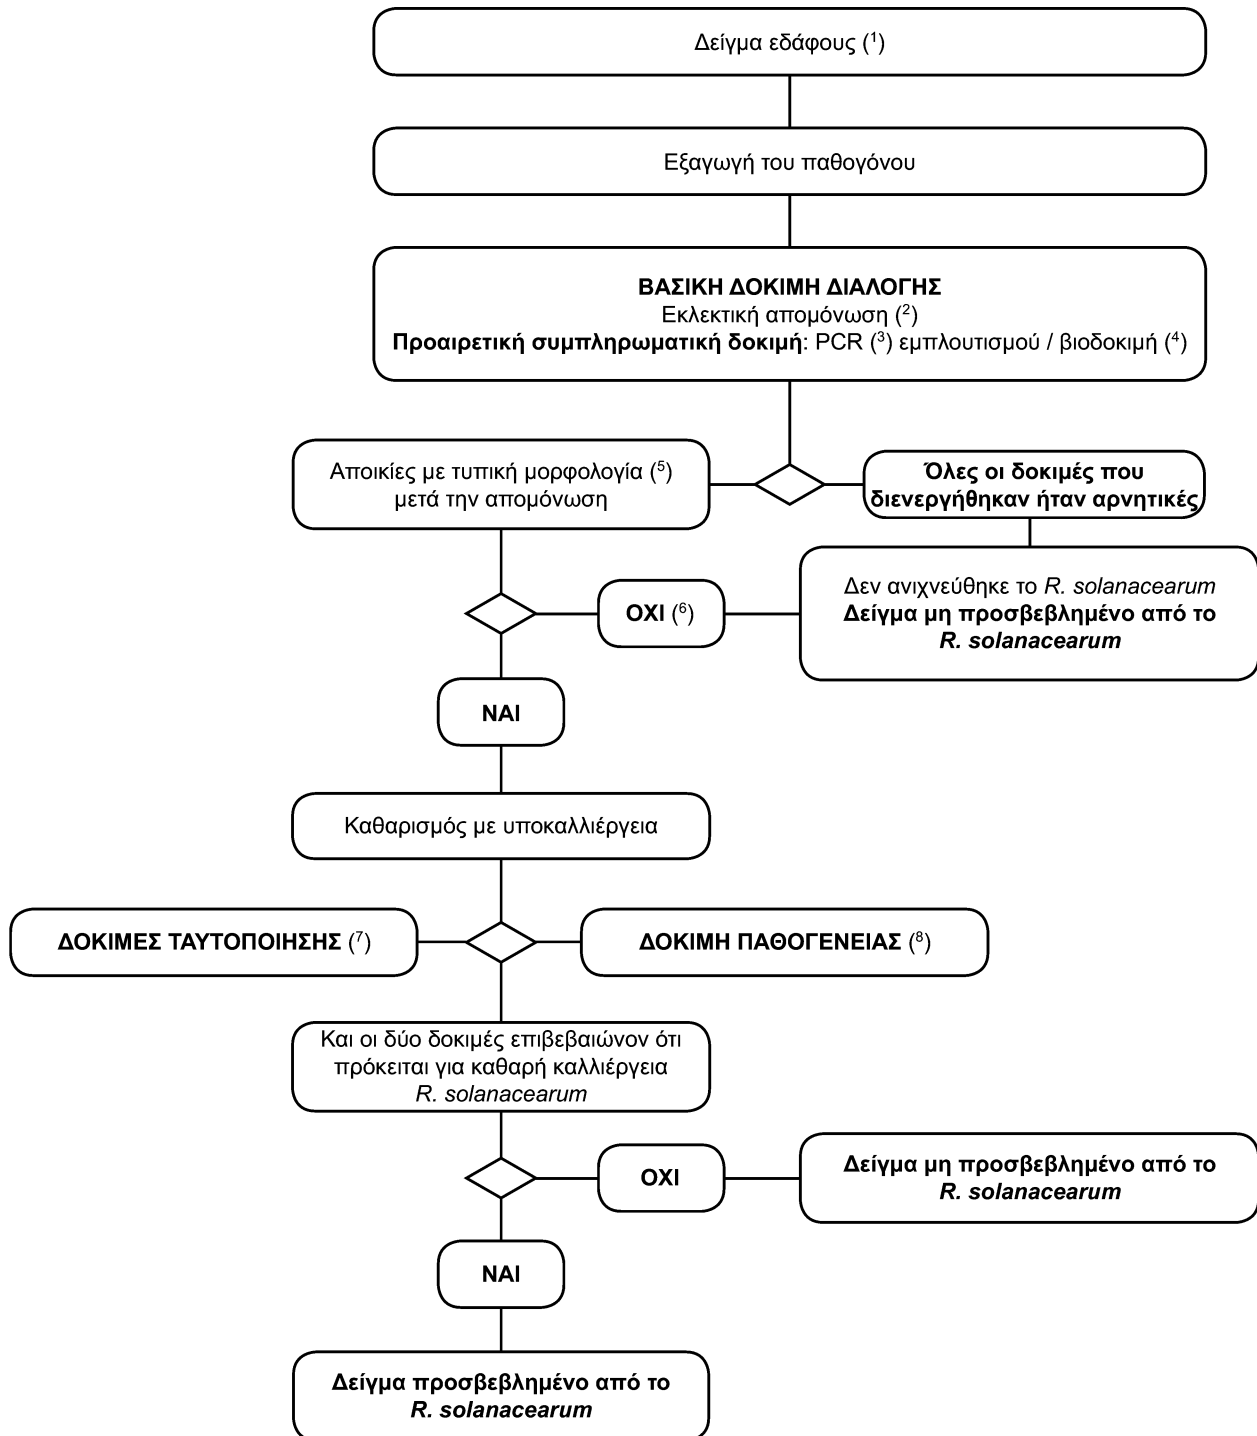 Δείγμα εδάφους (¹)
Εξαγωγή του παθογόνου
ΒΑΣΙΚΗ ΔΟΚΙΜΗ ΔΙΑΛΟΓΗΣ
Εκλεκτική απομόνωση (²)
Προαιρετική συμπληρωματική δοκιμή: PCR (³) εμπλουτισμού / βιοδοκιμή (⁴)
Αποικίες με τυπική μορφολογία (⁵)
μετά την απομόνωση
Όλες οι δοκιμές που
διενεργήθηκαν ήταν αρνητικές
ΟΧΙ (⁶)
Δεν ανιχνεύθηκε το R. solanacearum
Δείγμα μη προσβεβλημένο από το
R. solanacearum
ΝΑΙ
Καθαρισμός με υποκαλλιέργεια
ΔΟΚΙΜΕΣ ΤΑΥΤΟΠΟΙΗΣΗΣ (⁷)
ΔΟΚΙΜΗ ΠΑΘΟΓΕΝΕΙΑΣ (⁸)
Και οι δύο δοκιμές επιβεβαιώνον ότι
πρόκειται για καθαρή καλλιέργεια
R. solanacearum
ΟΧΙ
Δείγμα μη προσβεβλημένο από το
R. solanacearum
ΝΑΙ
Δείγμα προσβεβλημένο από το
R. solanacearum